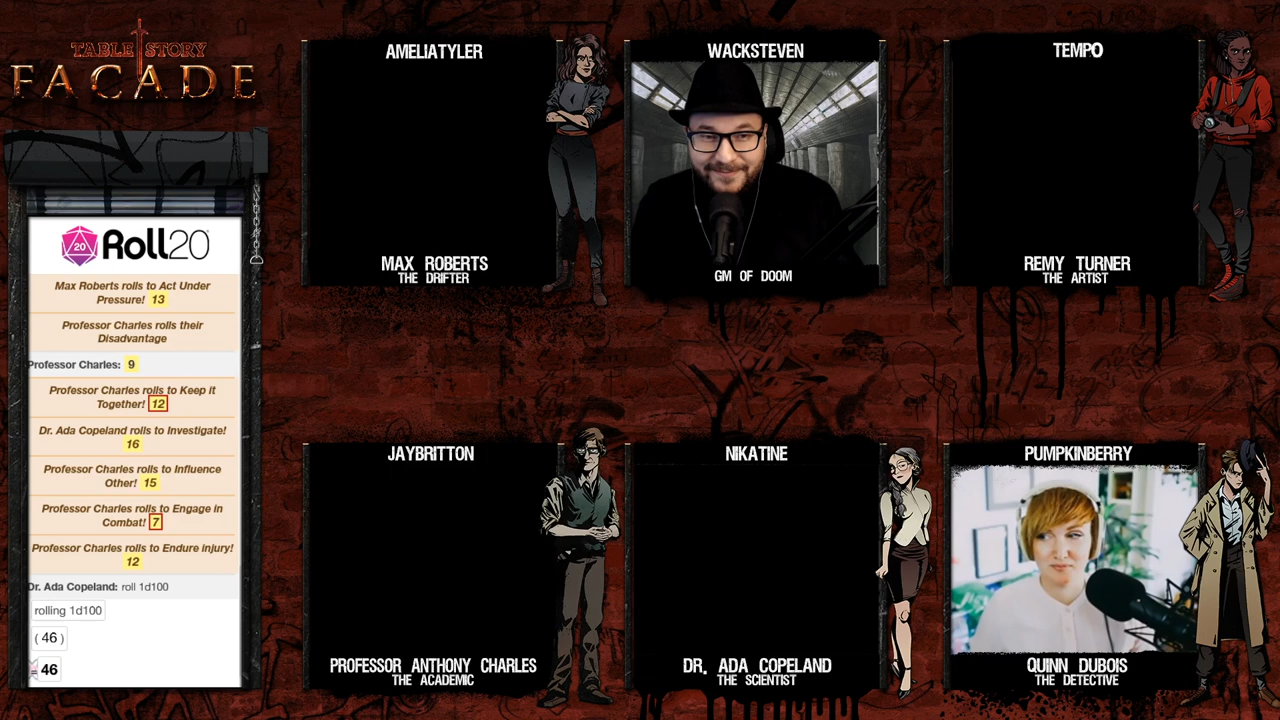 TABLE STORY
FACADE
20
Roll20
Max Roberts rolls to Act Under
Pressure! 13
Professor Charles rolls their
Disadvantage
Professor Charles: 9
Professor Charles rolls to Keep it
Together! 12
Dr. Ada Copeland rolls to Investigate!
16
Professor Charles rolls to Influence
Other! 15
Professor Charles rolls to Engage in
Combat! 7
Professor Charles rolls to Endure injury!
12
Dr. Ada Copeland: roll 1d100
rolling 1d100
( 46 )
=46
AMELIATYLER
MAX ROBERTS
THE DRIFTER
WACKSTEVEN
GM OF DOOM
TEMPO
REMY TURNER
THE ARTIST
JAYBRITTON
PROFESSOR ANTHONY CHARLES
THE ACADEMIC
NIKATINE
DR. ADA COPELAND
THE SCIENTIST
PUMPKINBERRY
QUINN DUBOIS
THE DETECTIVE